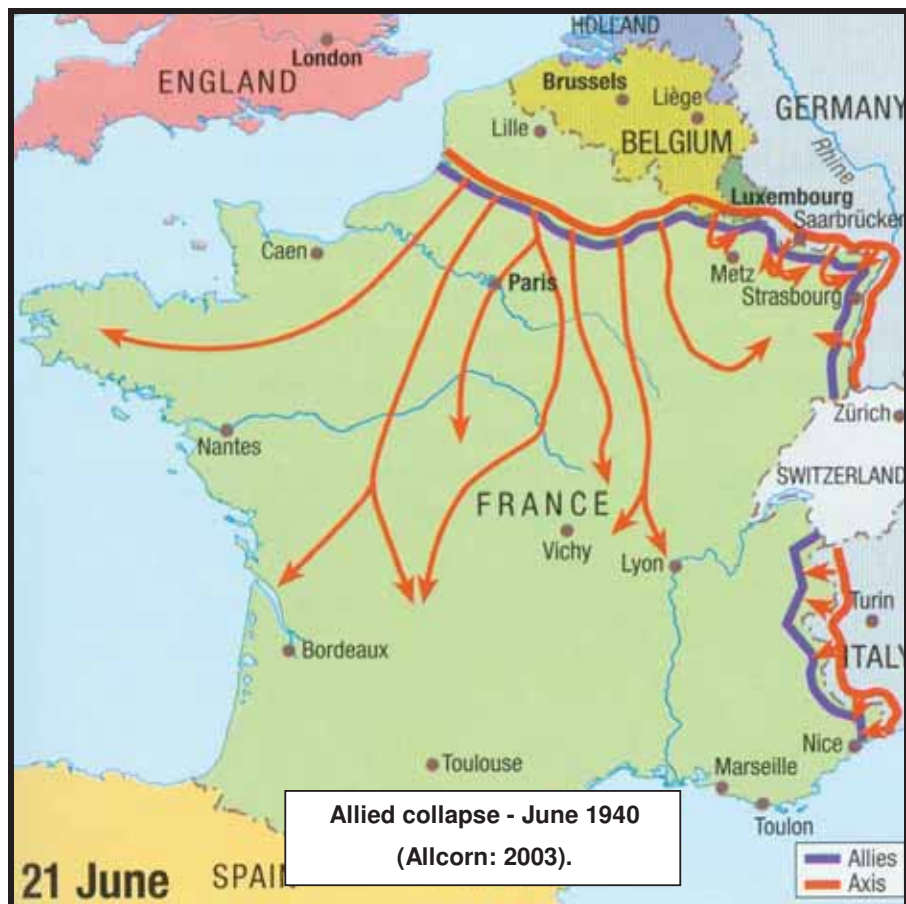 HOLLAND
London
ENGLAND
Brussels
Liège
GERMANY
Lille
BELGIUM
Rhine
Luxembourg
Saarbrücken
Caen
Metz
Paris
Strasbourg
Nantes
Zürich
SWITZERLAND
FRANCE
Vichy
Lyon
Turin
Bordeaux
ITALY
Nice
Toulouse
Marseille
Allied collapse - June 1940
(Allcorn: 2003).
Toulon
Allies
21 June
SPAIN
Axis